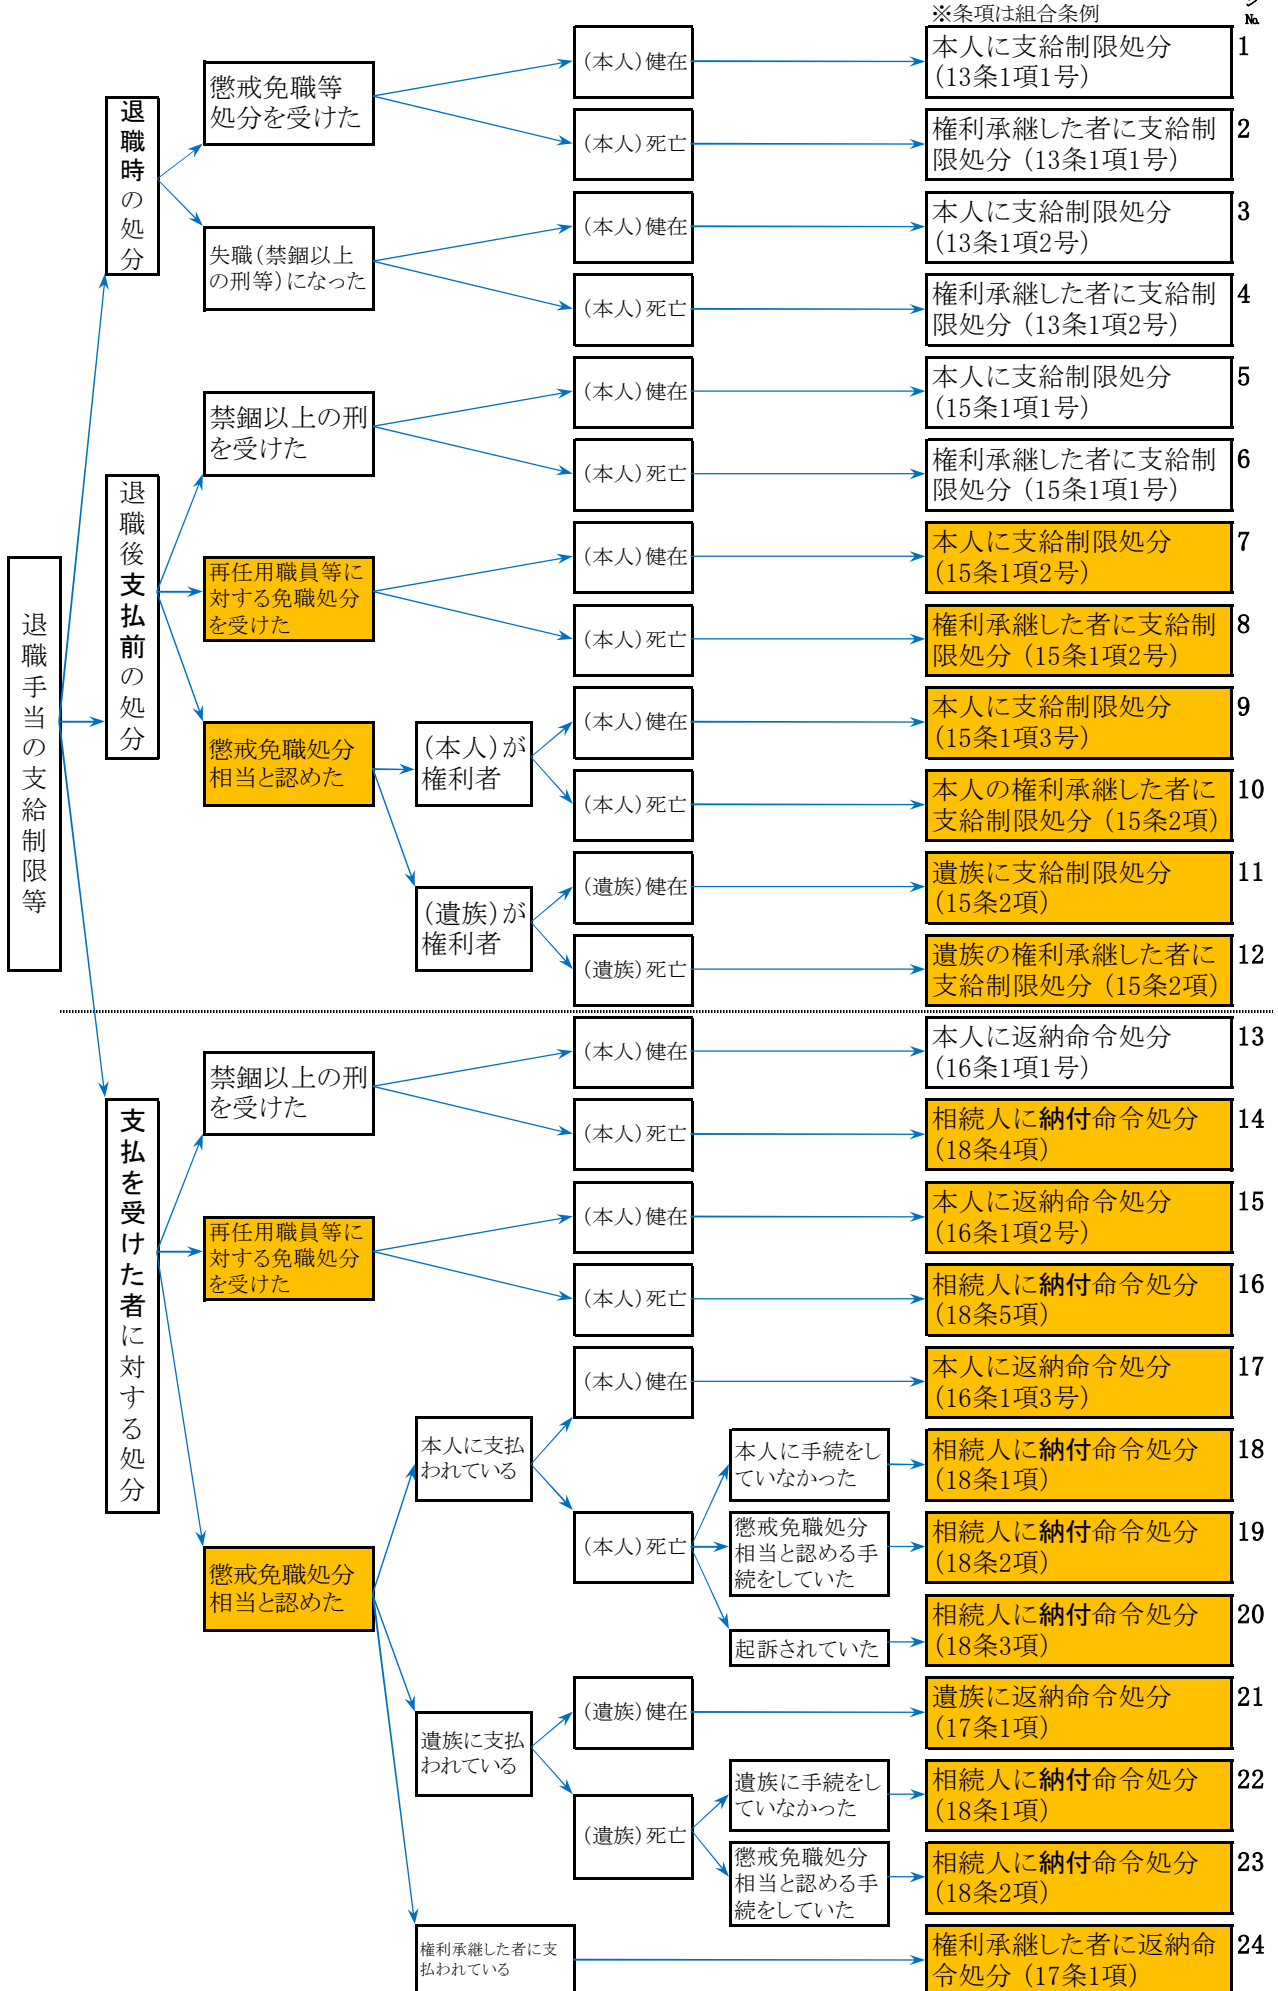 ※条項は組合条例
№
退職手当の支給制限等
退職時の処分
懲戒免職等
処分を受けた
(本人)健在
本人に支給制限処分
(13条1項1号)
1
(本人)死亡
権利承継した者に支給制
限処分 (13条1項1号)
2
失職(禁錮以上
の刑等)になった
(本人)健在
本人に支給制限処分
(13条1項2号)
3
(本人)死亡
権利承継した者に支給制
限処分 (13条1項2号)
4
退職後支払前の処分
禁錮以上の刑
を受けた
(本人)健在
本人に支給制限処分
(15条1項1号)
5
(本人)死亡
権利承継した者に支給制
限処分 (15条1項1号)
6
再任用職員等に
対する免職処分
を受けた
(本人)健在
本人に支給制限処分
(15条1項2号)
7
(本人)死亡
権利承継した者に支給制
限処分 (15条1項2号)
8
懲戒免職処分
相当と認めた
(本人)が
権利者
(本人)健在
本人に支給制限処分
(15条1項3号)
9
(本人)死亡
本人の権利承継した者に
支給制限処分 (15条2項)
10
(遺族)が
権利者
(遺族)健在
遺族に支給制限処分
(15条2項)
11
(遺族)死亡
遺族の権利承継した者に
支給制限処分 (15条2項)
12
支払を受けた者に対する処分
禁錮以上の刑
を受けた
(本人)健在
本人に返納命令処分
(16条1項1号)
13
(本人)死亡
相続人に納付命令処分
(18条4項)
14
再任用職員等に
対する免職処分
を受けた
(本人)健在
本人に返納命令処分
(16条1項2号)
15
(本人)死亡
相続人に納付命令処分
(18条5項)
16
懲戒免職処分
相当と認めた
本人に支払
われている
(本人)健在
本人に返納命令処分
(16条1項3号)
17
(本人)死亡
本人に手続をし
ていなかった
相続人に納付命令処分
(18条1項)
18
懲戒免職処分
相当と認める手
続をしていた
相続人に納付命令処分
(18条2項)
19
起訴されていた
相続人に納付命令処分
(18条3項)
20
遺族に支払
われている
(遺族)健在
遺族に返納命令処分
(17条1項)
21
(遺族)死亡
遺族に手続をし
ていなかった
相続人に納付命令処分
(18条1項)
22
懲戒免職処分
相当と認める手
続をしていた
相続人に納付命令処分
(18条2項)
23
権利承継した者に支
払われている
権利承継した者に返納命
令処分 (17条1項)
24